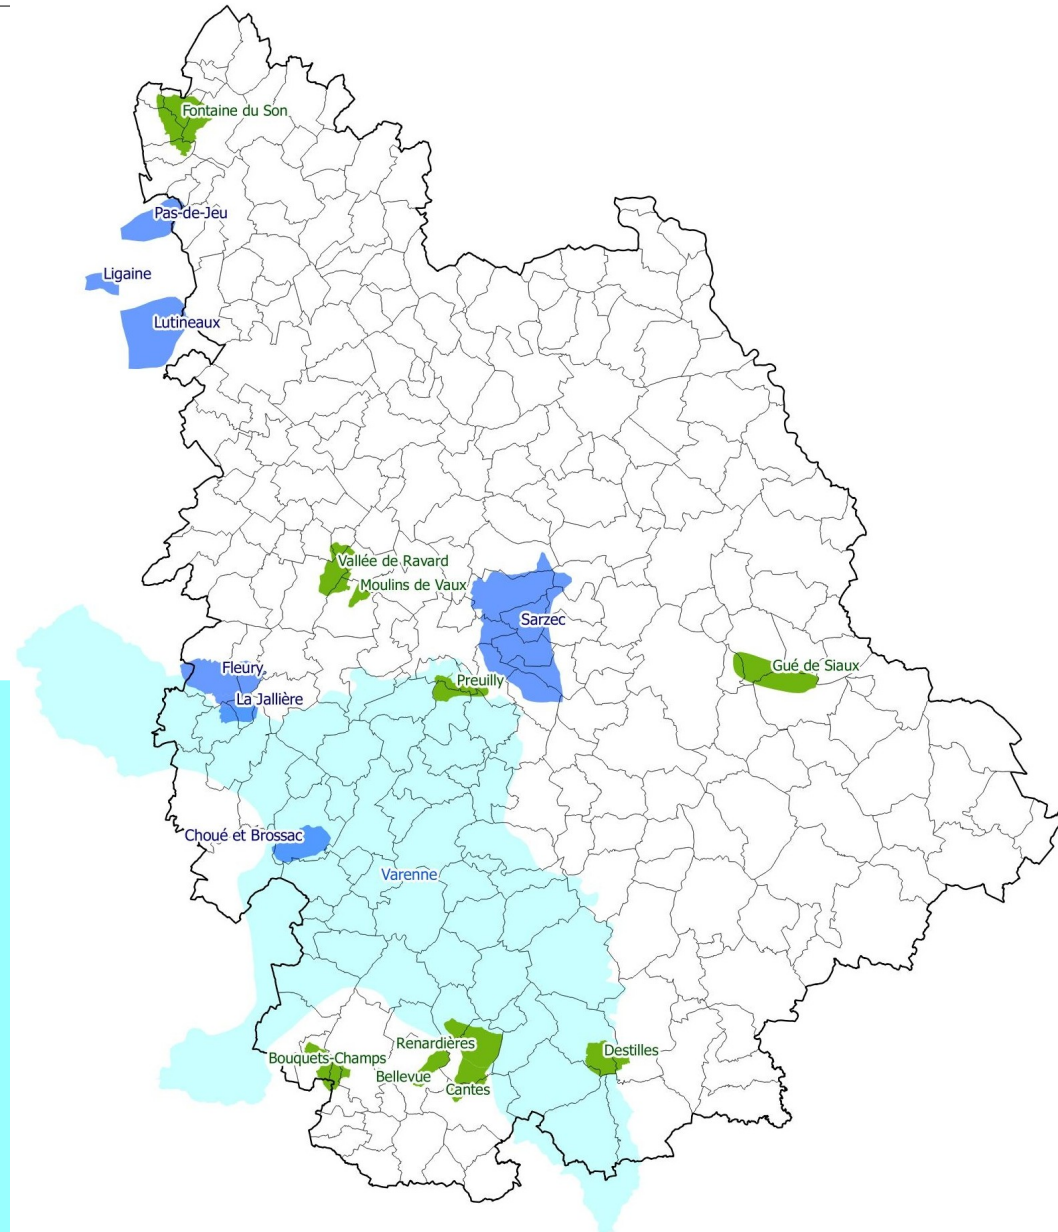 Fontaine du Son
Pas-de-Jeu
Ligaine
Lutineaux
Vallée de Ravard
Moulins de Vaux
Sarzec
Fleury
Gué de Siaux
Preuilly
La Jallière
Choué et Brossac
Varenne
Renardières
Destilles
Bouquets-Champs
Bellevue
Cantes